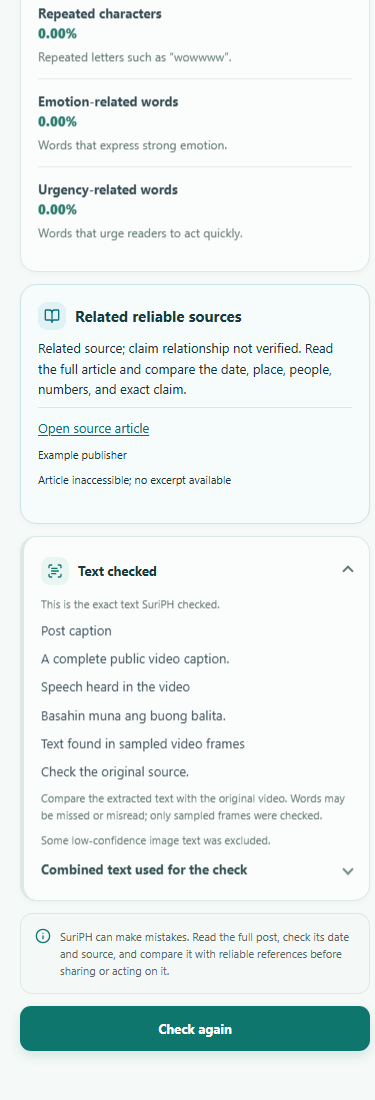 Repeated characters
0.00%
Repeated letters such as "wowwww".
Emotion-related words
0.00%
Words that express strong emotion.
Urgency-related words
0.00%
Words that urge readers to act quickly.
Related reliable sources
Related source; claim relationship not verified. Read
the full article and compare the date, place, people,
numbers, and exact claim.
Open source article
Example publisher
Article inaccessible; no excerpt available
Text checked
This is the exact text SuriPH checked.
Post caption
A complete public video caption.
Speech heard in the video
Basahin muna ang buong balita.
Text found in sampled video frames
Check the original source.
Compare the extracted text with the original video. Words may
be missed or misread; only sampled frames were checked.
Some low-confidence image text was excluded.
Combined text used for the check
SuriPH can make mistakes. Read the full post, check its date
and source, and compare it with reliable references before
sharing or acting on it.
Check again